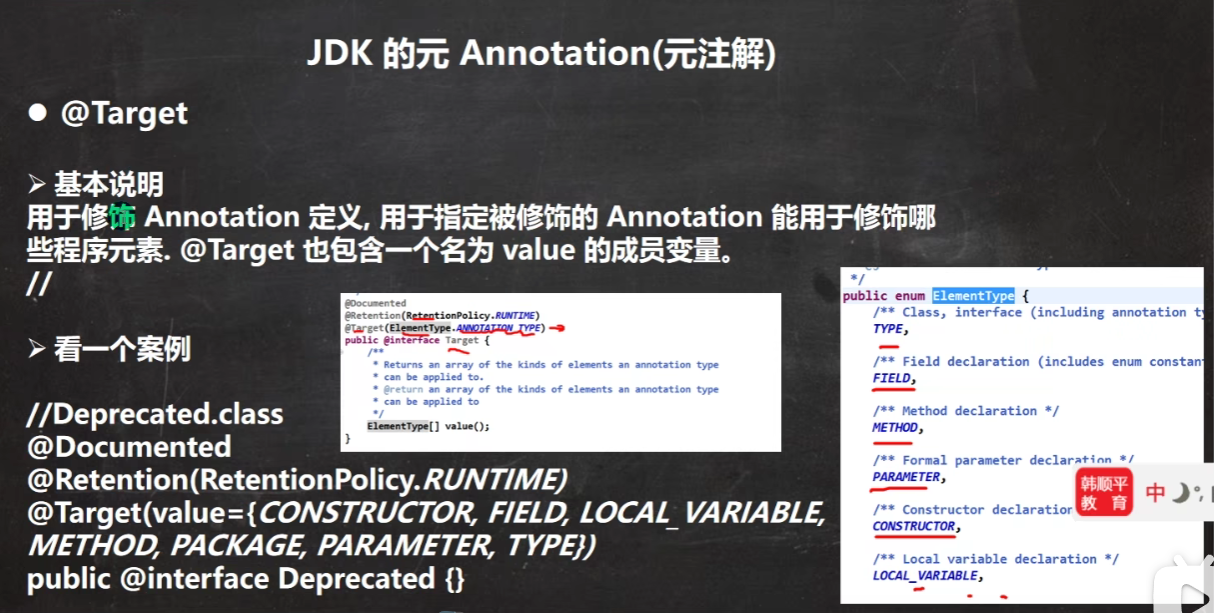 JDK 的元 Annotation(元注解)
● @Target
➢ 基本说明
用于修饰 Annotation 定义, 用于指定被修饰的 Annotation 能用于修饰哪
些程序元素. @Target 也包含一个名为 value 的成员变量。
//
➢ 看一个案例
//Deprecated.class
@Documented
@Retention(RetentionPolicy.RUNTIME)
@Target(value={CONSTRUCTOR, FIELD, LOCAL_VARIABLE,
METHOD, PACKAGE, PARAMETER, TYPE})
public @interface Deprecated {}
@Documented
@Retention(RetentionPolicy.RUNTIME)
@Target(ElementType.ANNOTATION_TYPE)
public @interface Target {
/**
* Returns an array of the kinds of elements an annotation type
* can be applied to.
* @return an array of the kinds of elements an annotation type
* can be applied to
*/
ElementType[] value();
}
*/
public enum ElementType {
/** Class, interface (including annotation
TYPE,
/** Field declaration (includes enum
FIELD,
/** Method declaration */
METHOD,
/** Formal parameter declaration */
PARAMETER,
/** Constructor declaration
CONSTRUCTOR,
/** Local variable declaration */
LOCAL_VARIABLE,
韩顺平
教 育
中